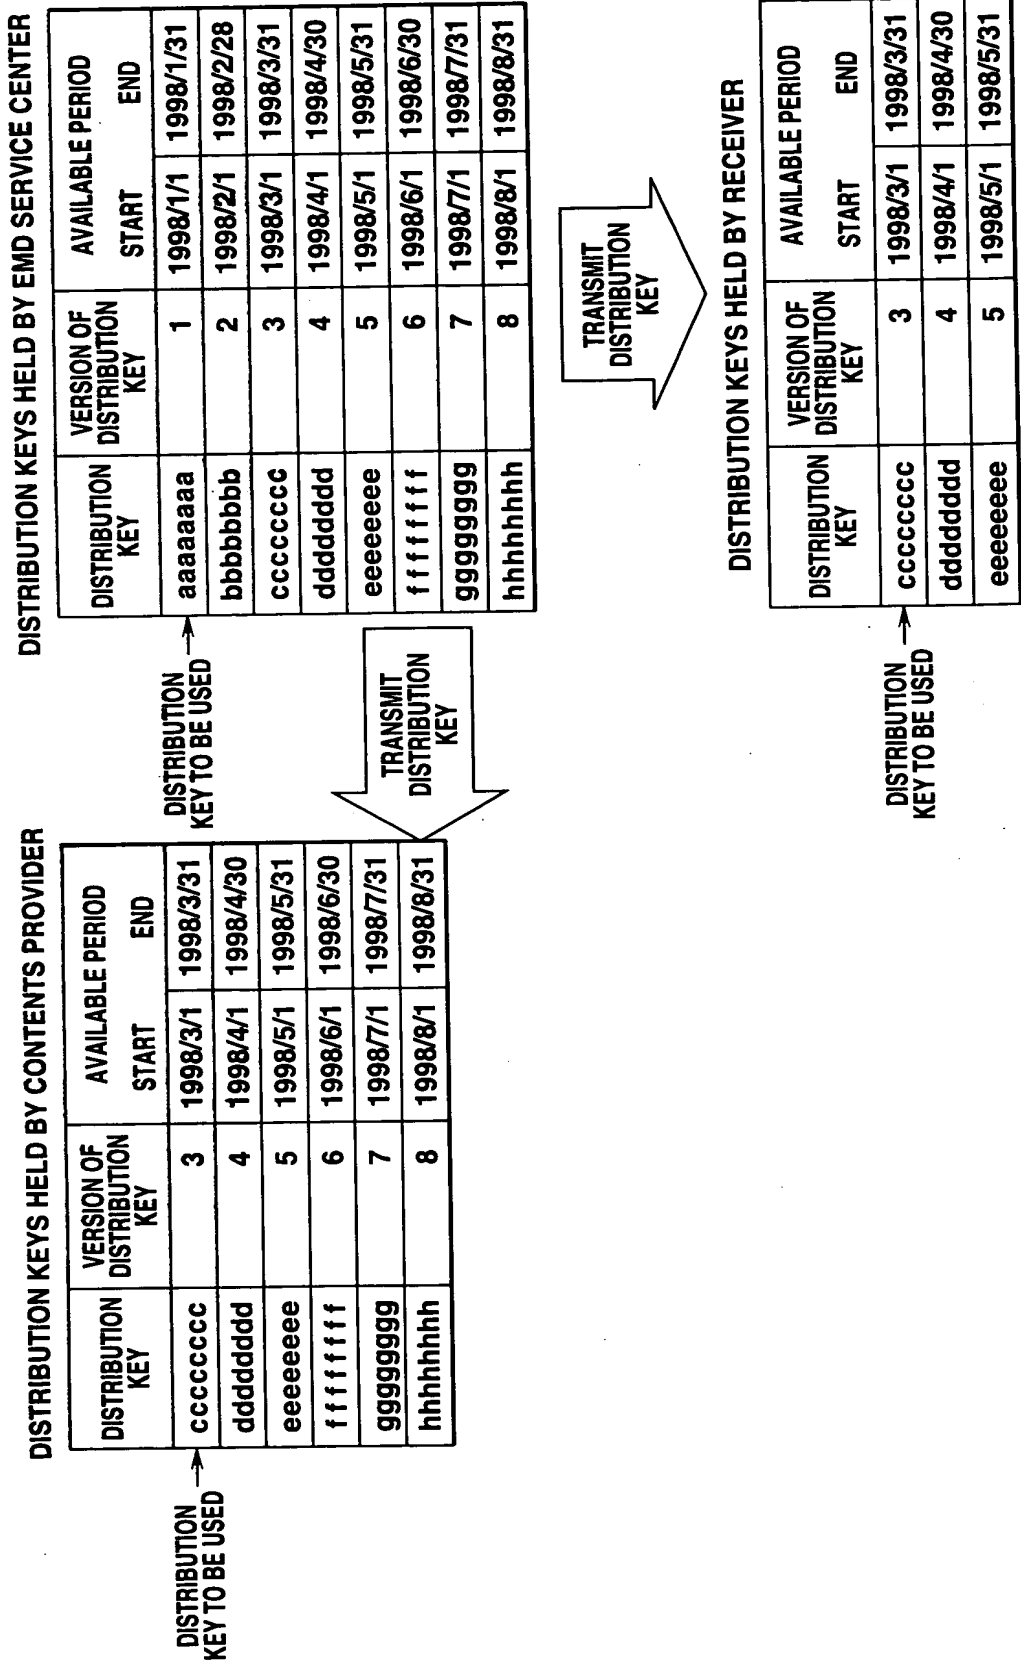 DISTRIBUTION KEYS HELD BY CONTENTS PROVIDER
DISTRIBUTION KEY VERSION OF DISTRIBUTION KEY AVAILABLE PERIOD START END
cccccccc 3 1998/3/1 1998/3/31
dddddddd 4 1998/4/1 1998/4/30
eeeeeeee 5 1998/5/1 1998/5/31
ffffffff 6 1998/6/1 1998/6/30
gggggggg 7 1998/7/1 1998/7/31
hhhhhhhh 8 1998/8/1 1998/8/31
DISTRIBUTION
KEY TO BE USED
TRANSMIT
DISTRIBUTION
KEY
DISTRIBUTION KEYS HELD BY EMD SERVICE CENTER
DISTRIBUTION KEY VERSION OF DISTRIBUTION KEY AVAILABLE PERIOD START END
aaaaaaaa 1 1998/1/1 1998/1/31
bbbbbbbb 2 1998/2/1 1998/2/28
cccccccc 3 1998/3/1 1998/3/31
dddddddd 4 1998/4/1 1998/4/30
eeeeeeee 5 1998/5/1 1998/5/31
ffffffff 6 1998/6/1 1998/6/30
gggggggg 7 1998/7/1 1998/7/31
hhhhhhhh 8 1998/8/1 1998/8/31
DISTRIBUTION
KEY TO BE USED
TRANSMIT
DISTRIBUTION
KEY
DISTRIBUTION KEYS HELD BY RECEIVER
DISTRIBUTION KEY VERSION OF DISTRIBUTION KEY AVAILABLE PERIOD START END
cccccccc 3 1998/3/1 1998/3/31
dddddddd 4 1998/4/1 1998/4/30
eeeeeeee 5 1998/5/1 1998/5/31
DISTRIBUTION
KEY TO BE USED